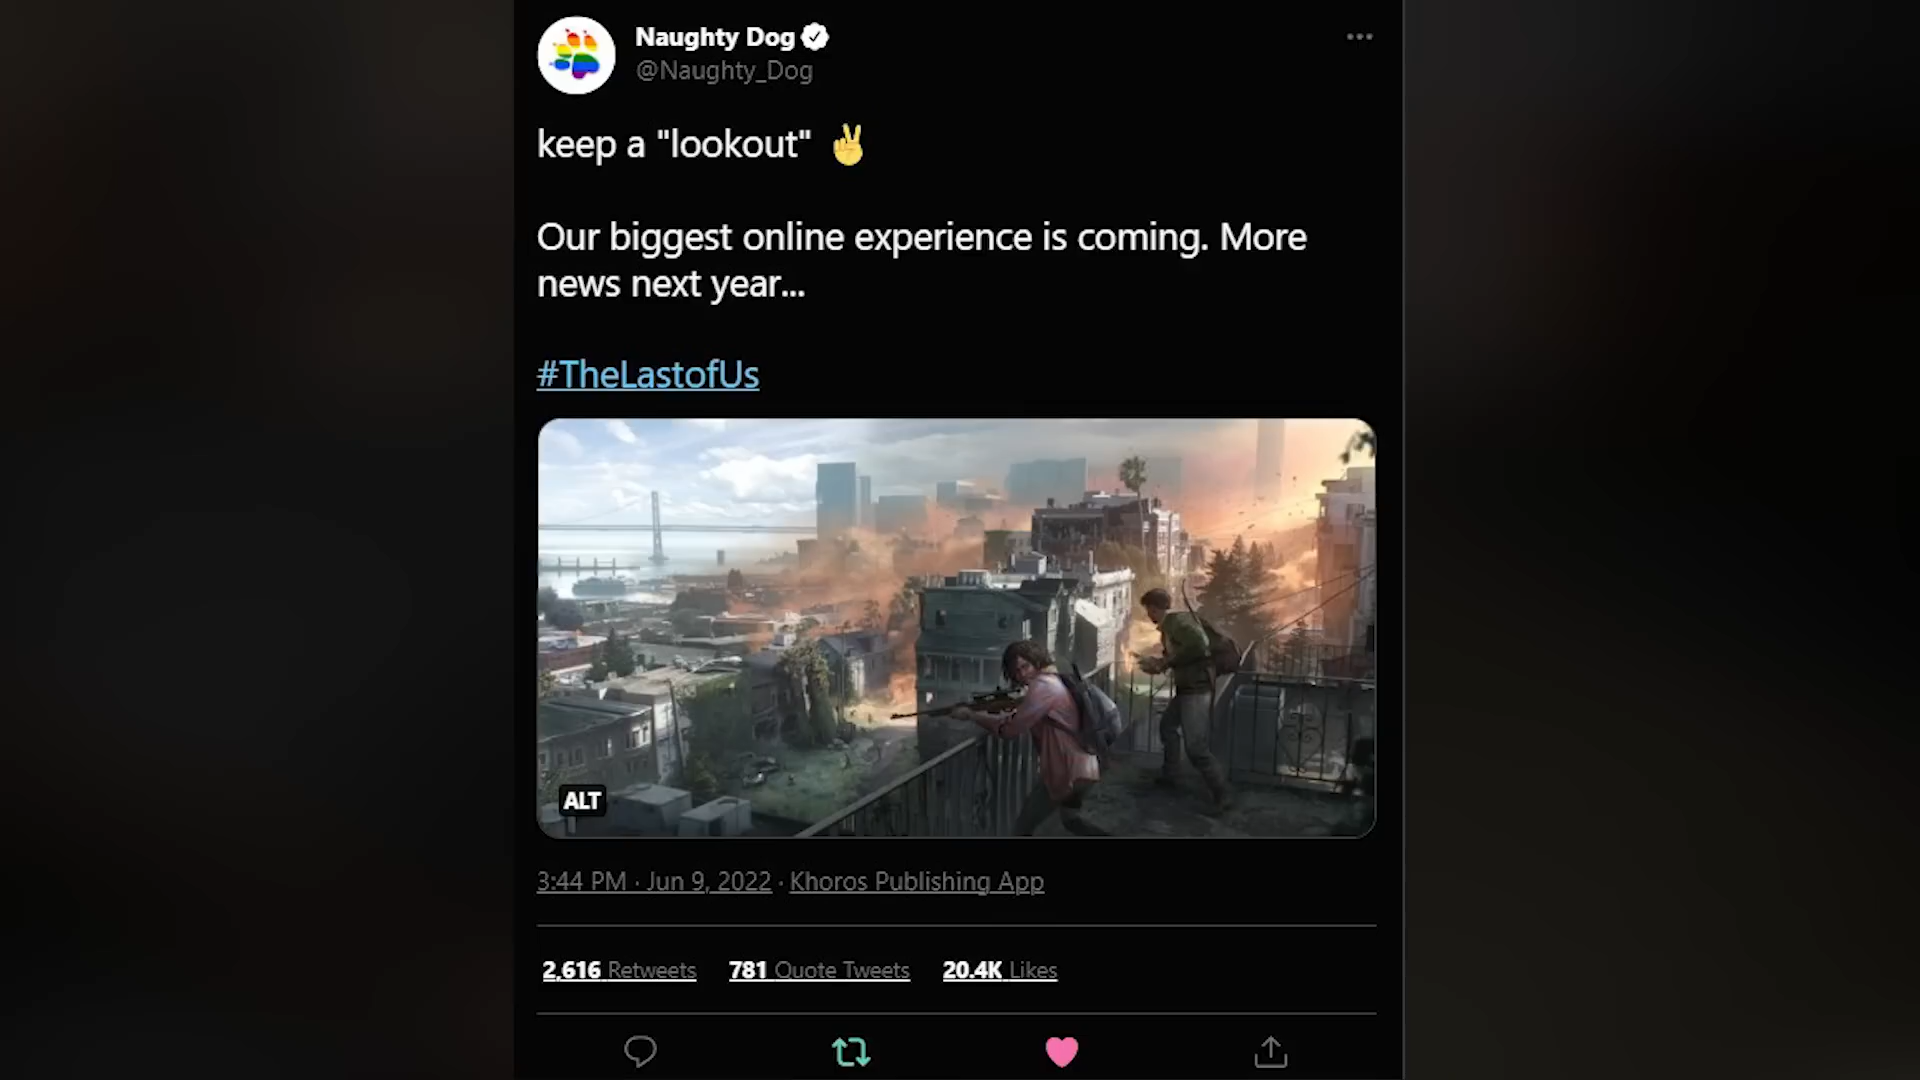 Naughty Dog
@Naughty_Dog
keep a "lookout" ✌
Our biggest online experience is coming. More
news next year...
#TheLastofUs
ALT
3:44 PM · Jun 9, 2022 · Khoros Publishing App
2,616 Retweets 781 Quote Tweets 20.4K Likes